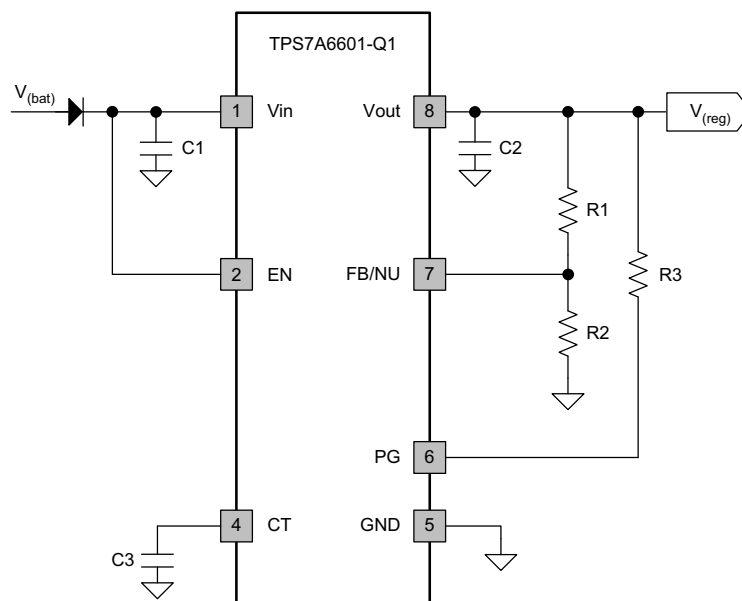 TPS7A6601-Q1
V(bat)
1
Vin
Vout
8
V(reg)
C1
C2
R1
2
EN
FB/NU
7
R3
R2
PG
6
4
CT
GND
5
C3